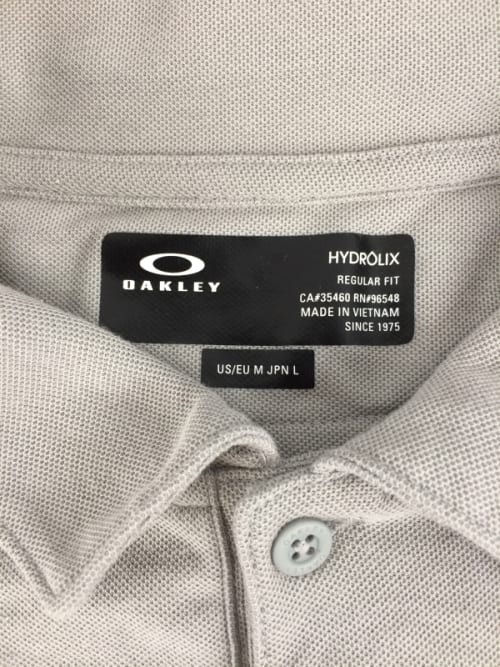 OAKLEY
HYDROLIX
REGULAR FIT
CA#35460 RN#96548
MADE IN VIETNAM
SINCE 1975
US/EU M JPN L